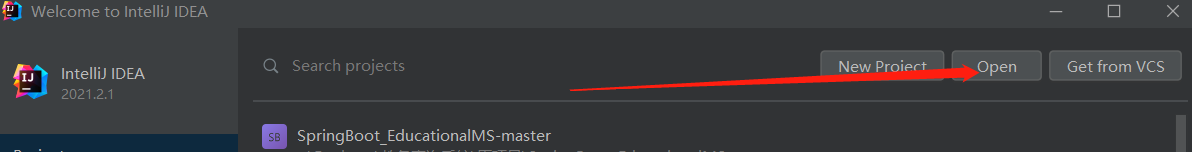 Welcome to IntelliJ IDEA
IntelliJ IDEA
2021.2.1
Search projects
New Project
Open
Get from VCS
SB
SpringBoot_EducationalMS-master